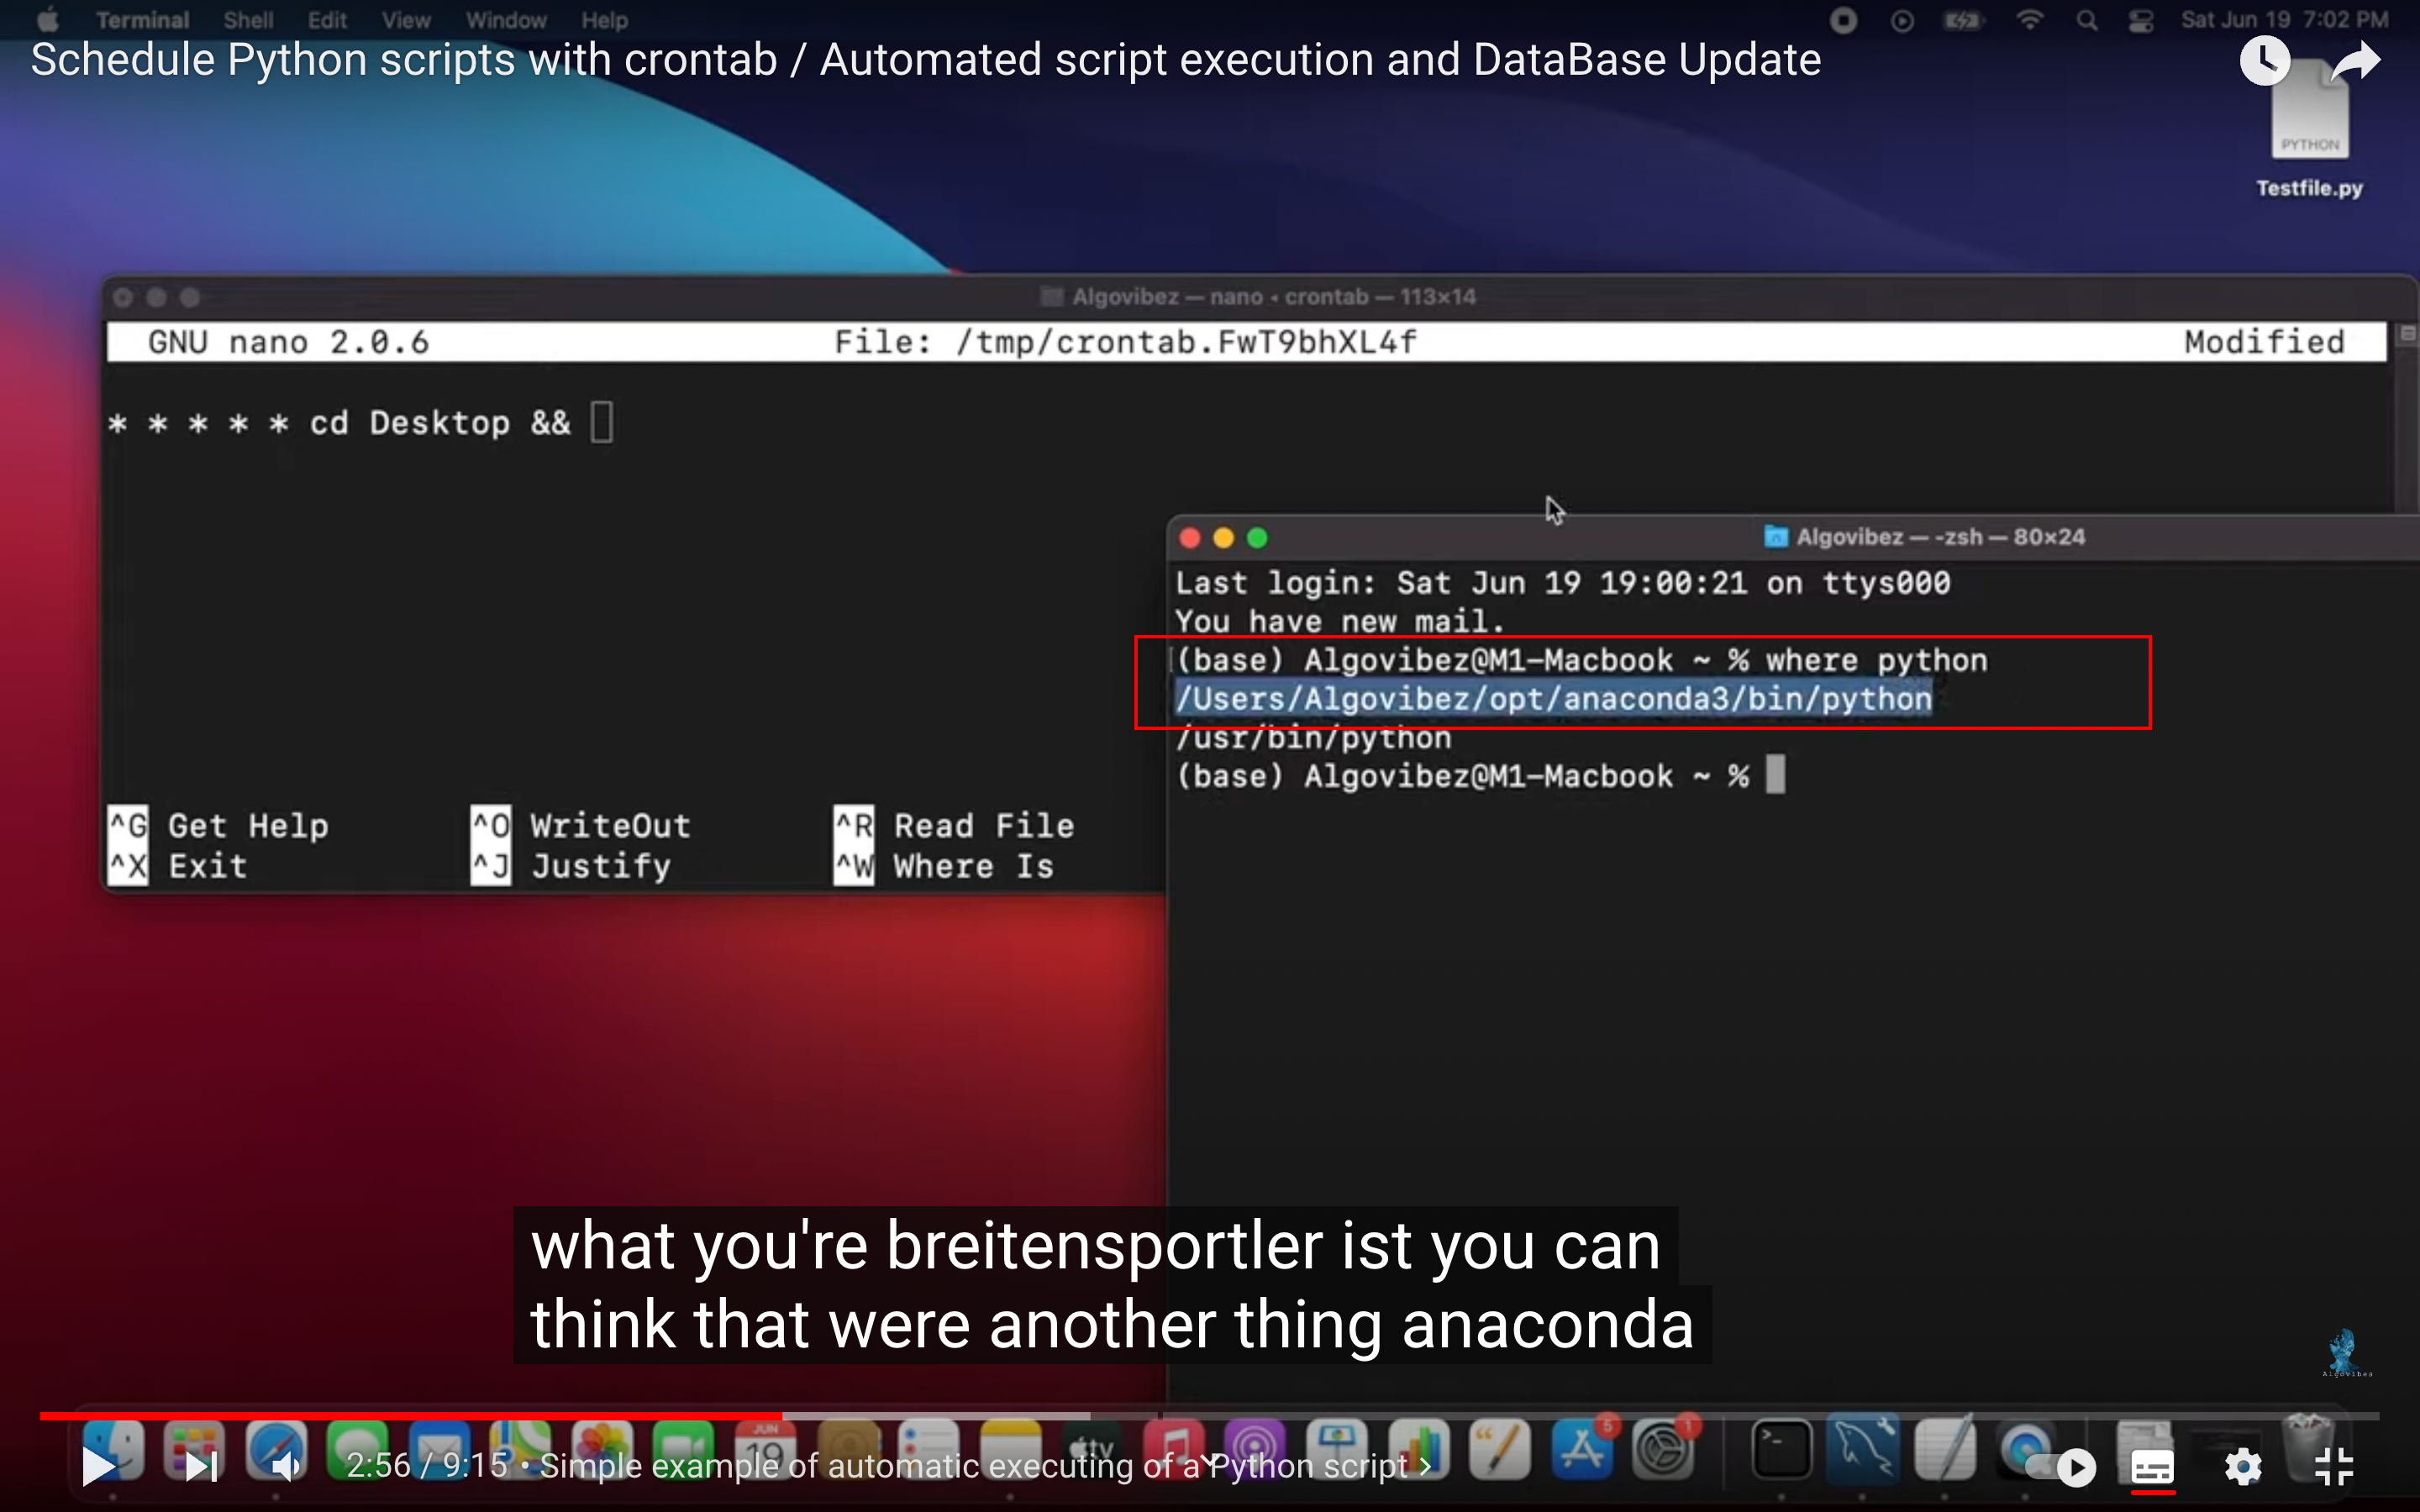 Terminal Shell Edit View Window Help Sat Jun 19 7:02 PM
Schedule Python scripts with crontab / Automated script execution and DataBase Update
PYTHON
Testfile.py
Algovibez — nano ◂ crontab — 113×14
GNU nano 2.0.6 File: /tmp/crontab.FwT9bhXL4f Modified
* * * * * cd Desktop &&
^G Get Help ^O WriteOut ^R Read File
^X Exit ^J Justify ^W Where Is
Algovibez — -zsh — 80×24
Last login: Sat Jun 19 19:00:21 on ttys000
You have new mail.
(base) Algovibez@M1-Macbook ~ % where python
/Users/Algovibez/opt/anaconda3/bin/python
/usr/bin/python
(base) Algovibez@M1-Macbook ~ %
what you're breitensportler ist you can
think that were another thing anaconda
Algovibes
JUN
19
tv
5
1
2:56 / 9:15 • Simple example of automatic executing of a Python script >